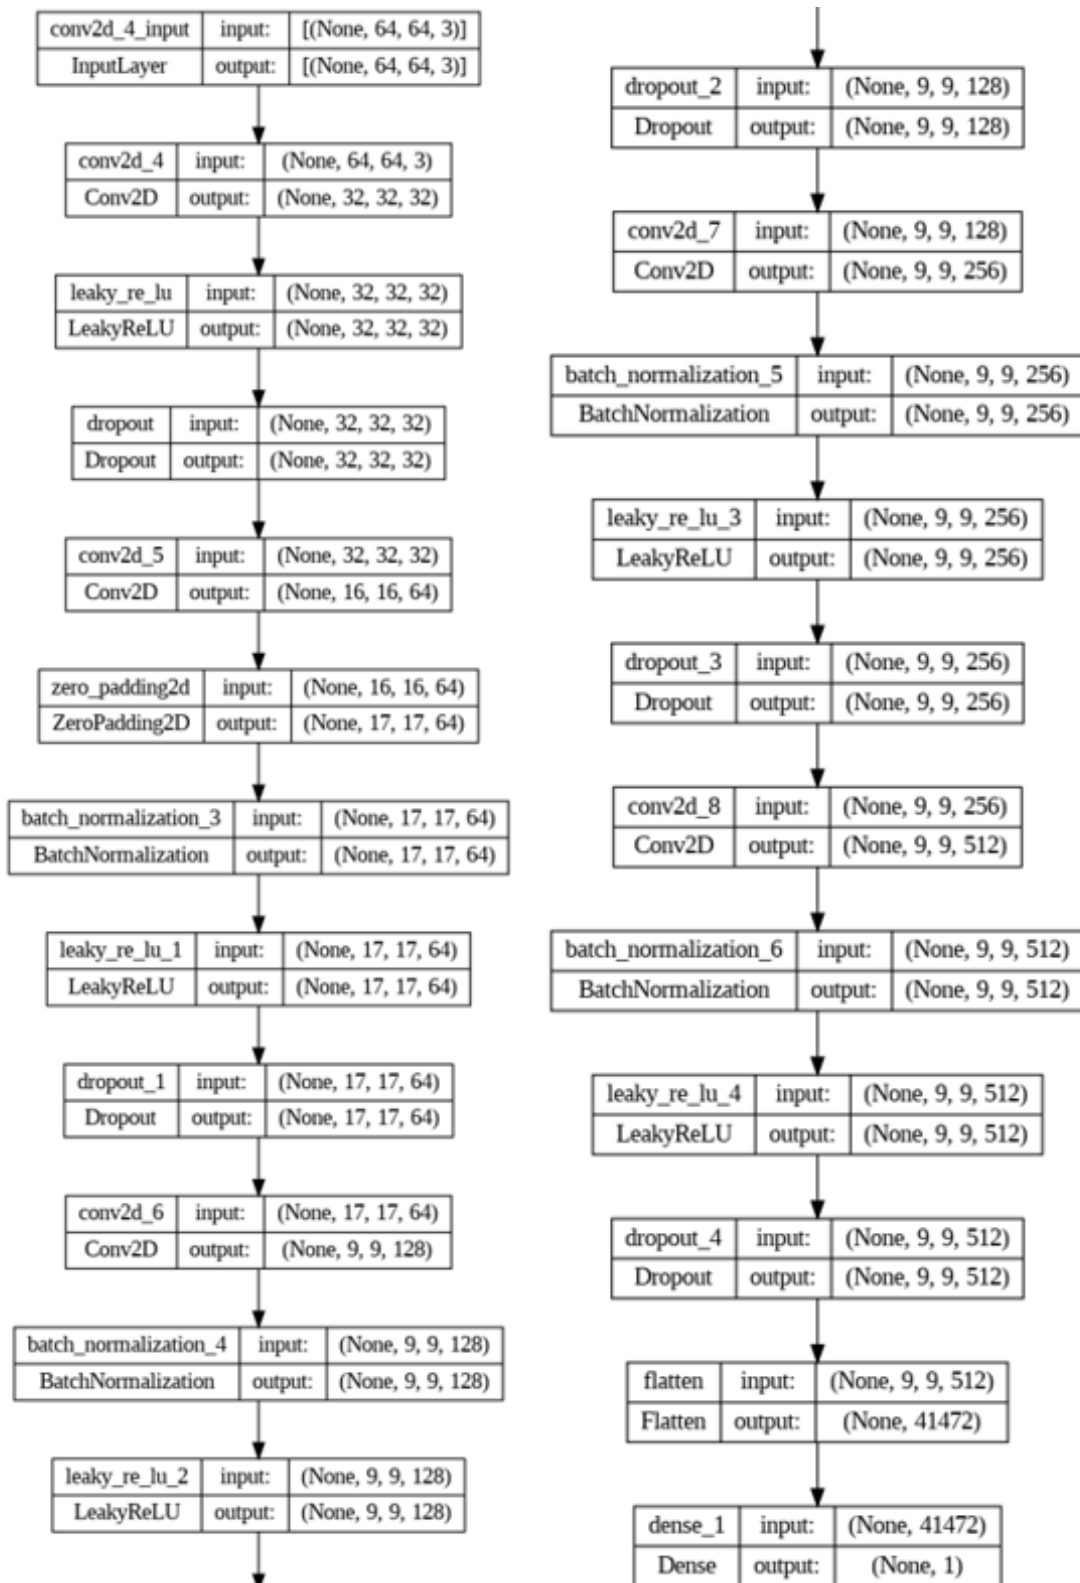 conv2d_4_input input: [(None, 64, 64, 3)]
InputLayer output: [(None, 64, 64, 3)]
conv2d_4 input: (None, 64, 64, 3)
Conv2D output: (None, 32, 32, 32)
leaky_re_lu input: (None, 32, 32, 32)
LeakyReLU output: (None, 32, 32, 32)
dropout input: (None, 32, 32, 32)
Dropout output: (None, 32, 32, 32)
conv2d_5 input: (None, 32, 32, 32)
Conv2D output: (None, 16, 16, 64)
zero_padding2d input: (None, 16, 16, 64)
ZeroPadding2D output: (None, 17, 17, 64)
batch_normalization_3 input: (None, 17, 17, 64)
BatchNormalization output: (None, 17, 17, 64)
leaky_re_lu_1 input: (None, 17, 17, 64)
LeakyReLU output: (None, 17, 17, 64)
dropout_1 input: (None, 17, 17, 64)
Dropout output: (None, 17, 17, 64)
conv2d_6 input: (None, 17, 17, 64)
Conv2D output: (None, 9, 9, 128)
batch_normalization_4 input: (None, 9, 9, 128)
BatchNormalization output: (None, 9, 9, 128)
leaky_re_lu_2 input: (None, 9, 9, 128)
LeakyReLU output: (None, 9, 9, 128)
dropout_2 input: (None, 9, 9, 128)
Dropout output: (None, 9, 9, 128)
conv2d_7 input: (None, 9, 9, 128)
Conv2D output: (None, 9, 9, 256)
batch_normalization_5 input: (None, 9, 9, 256)
BatchNormalization output: (None, 9, 9, 256)
leaky_re_lu_3 input: (None, 9, 9, 256)
LeakyReLU output: (None, 9, 9, 256)
dropout_3 input: (None, 9, 9, 256)
Dropout output: (None, 9, 9, 256)
conv2d_8 input: (None, 9, 9, 256)
Conv2D output: (None, 9, 9, 512)
batch_normalization_6 input: (None, 9, 9, 512)
BatchNormalization output: (None, 9, 9, 512)
leaky_re_lu_4 input: (None, 9, 9, 512)
LeakyReLU output: (None, 9, 9, 512)
dropout_4 input: (None, 9, 9, 512)
Dropout output: (None, 9, 9, 512)
flatten input: (None, 9, 9, 512)
Flatten output: (None, 41472)
dense_1 input: (None, 41472)
Dense output: (None, 1)